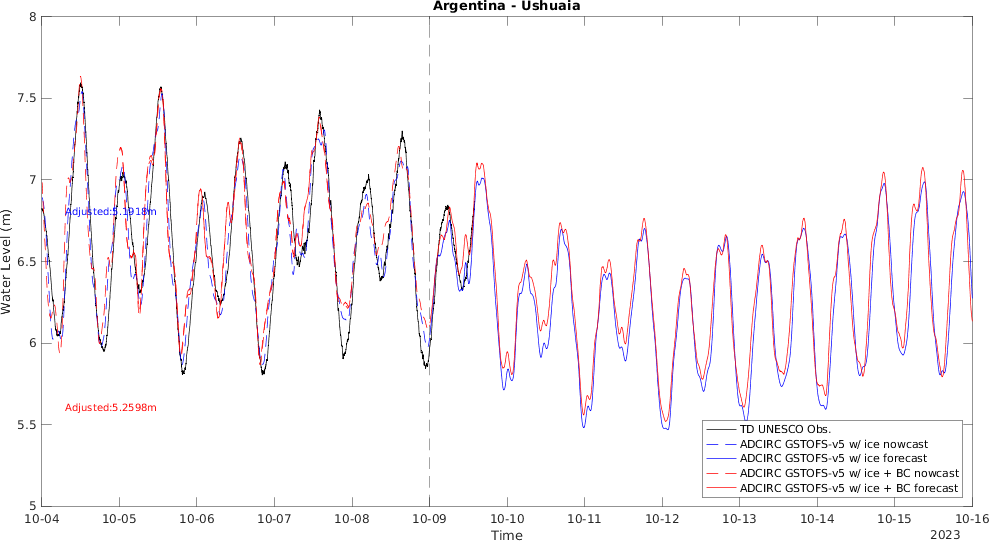 Argentina - Ushuaia
8
7.5
7
6.5
6
5.5
5
Water Level (m)
Adjusted:5.1918m
Adjusted:5.2598m
TD UNESCO Obs.
ADCIRC GSTOFS-v5 w/ ice nowcast
ADCIRC GSTOFS-v5 w/ ice forecast
ADCIRC GSTOFS-v5 w/ ice + BC nowcast
ADCIRC GSTOFS-v5 w/ ice + BC forecast
10-04 10-05 10-06 10-07 10-08 10-09 10-10 10-11 10-12 10-13 10-14 10-15 10-16
Time
2023